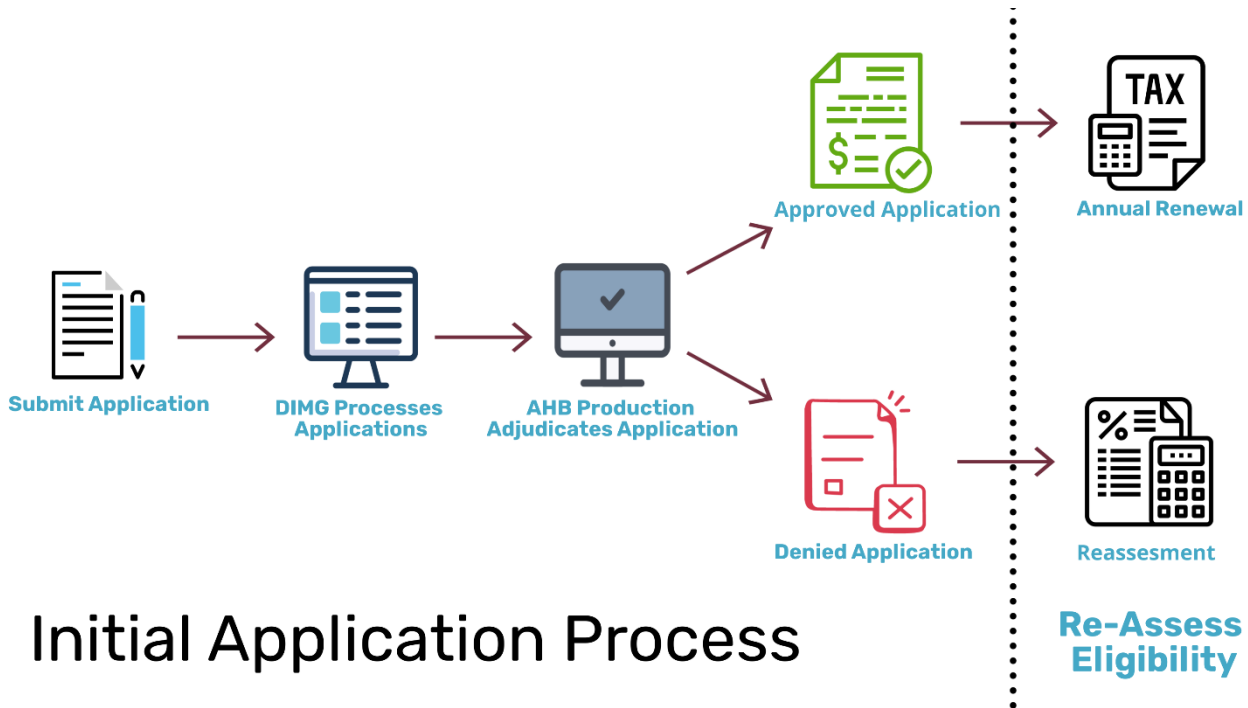 TAX
Approved Application
Annual Renewal
Submit Application
DIMG Processes
Applications
AHB Production
Adjudicates Application
Denied Application
Reassesment
Initial Application Process
Re-Assess
Eligibility